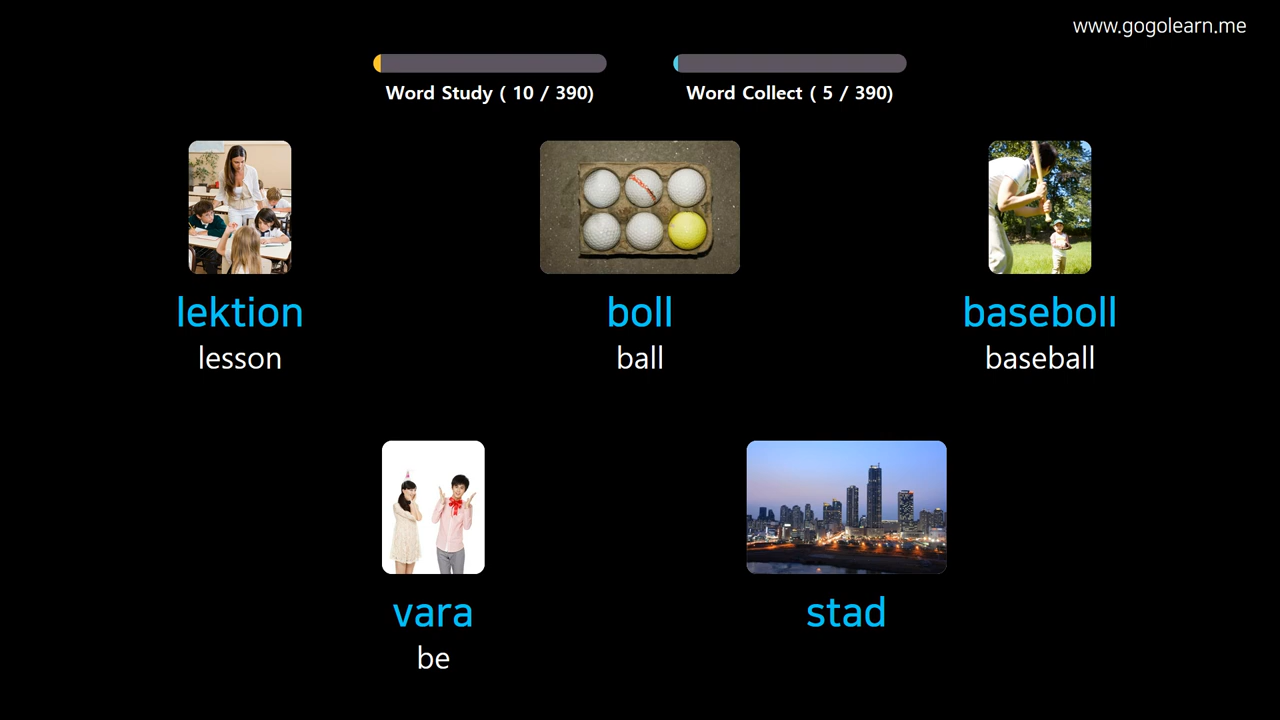 www.gogolearn.me
Word Study ( 10 / 390)
Word Collect ( 5 / 390)
lektion
lesson
boll
ball
baseboll
baseball
vara
be
stad